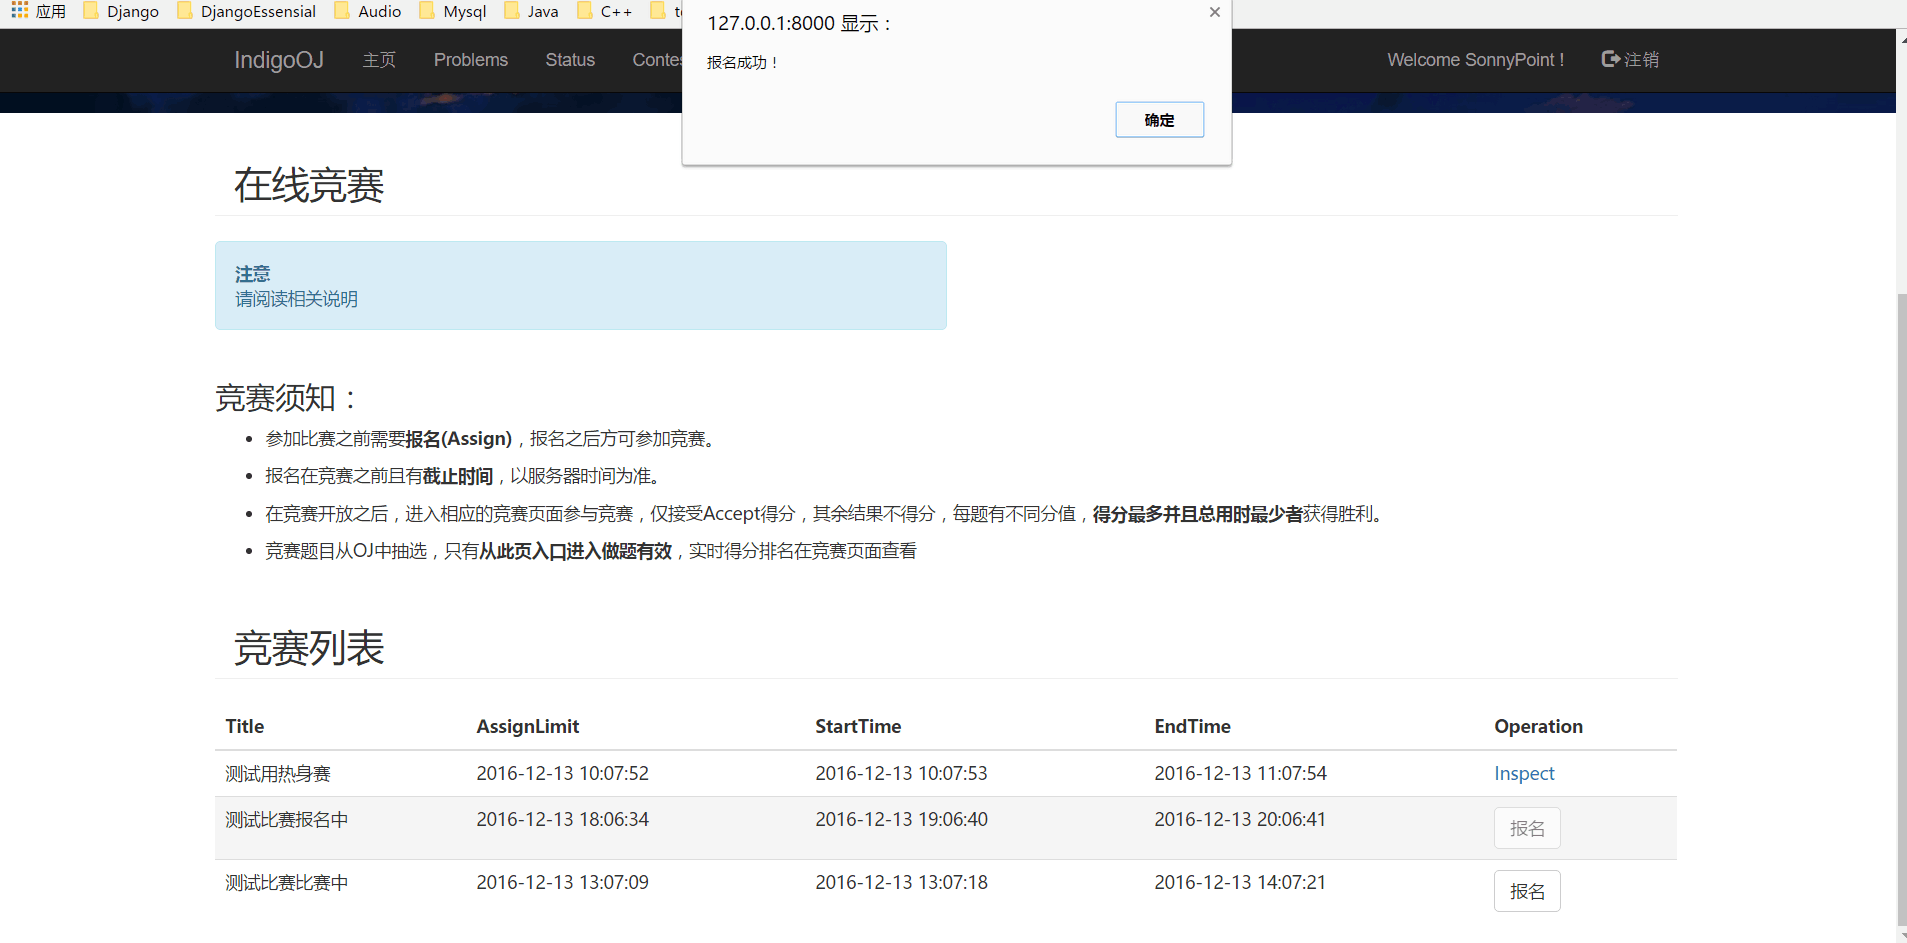 应用 Django DjangoEssensial Audio Mysql Java C++
127.0.0.1:8000 显示：
报名成功！
确定
IndigoOJ 主页 Problems Status Welcome SonnyPoint ! 注销
在线竞赛
注意
请阅读相关说明
竞赛须知：
参加比赛之前需要报名(Assign)，报名之后方可参加竞赛。
报名在竞赛之前且有截止时间，以服务器时间为准。
在竞赛开放之后，进入相应的竞赛页面参与竞赛，仅接受Accept得分，其余结果不得分，每题有不同分值，得分最多并且总用时最少者获得胜利。
竞赛题目从OJ中抽选，只有从此页入口进入做题有效，实时得分排名在竞赛页面查看
竞赛列表
Title AssignLimit StartTime EndTime Operation
测试用热身赛 2016-12-13 10:07:52 2016-12-13 10:07:53 2016-12-13 11:07:54 Inspect
测试比赛报名中 2016-12-13 18:06:34 2016-12-13 19:06:40 2016-12-13 20:06:41 报名
测试比赛比赛中 2016-12-13 13:07:09 2016-12-13 13:07:18 2016-12-13 14:07:21 报名